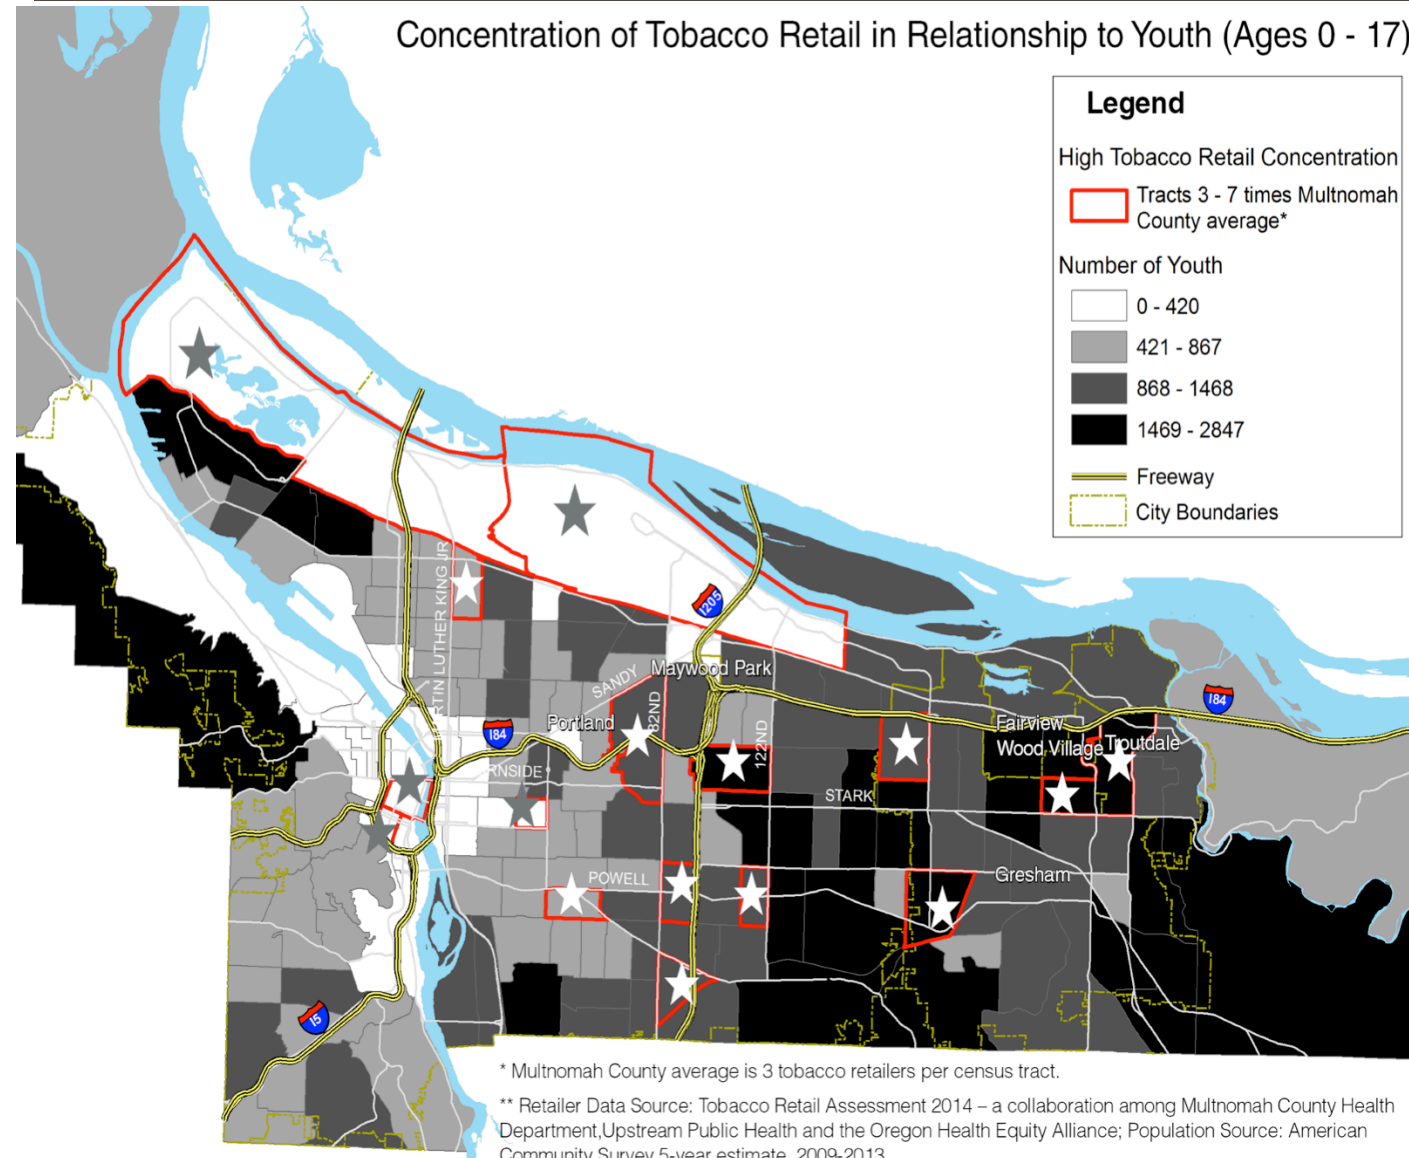 Concentration of Tobacco Retail in Relationship to Youth (Ages 0 - 17)
Legend
High Tobacco Retail Concentration
Tracts 3 - 7 times Multnomah
County average*
Number of Youth
0 - 420
421 - 867
868 - 1468
1469 - 2847
Freeway
City Boundaries
RTIN LUTHER KING JR
1205
SANDY
Maywood Park
82ND
Portland
184
184
122ND
Fairview
Wood Village
Troutdale
RNSIDE
STARK
POWELL
Gresham
15
* Multnomah County average is 3 tobacco retailers per census tract.
** Retailer Data Source: Tobacco Retail Assessment 2014 – a collaboration among Multnomah County Health
Department,Upstream Public Health and the Oregon Health Equity Alliance; Population Source: American
Community Survey 5-year estimate, 2009-2013